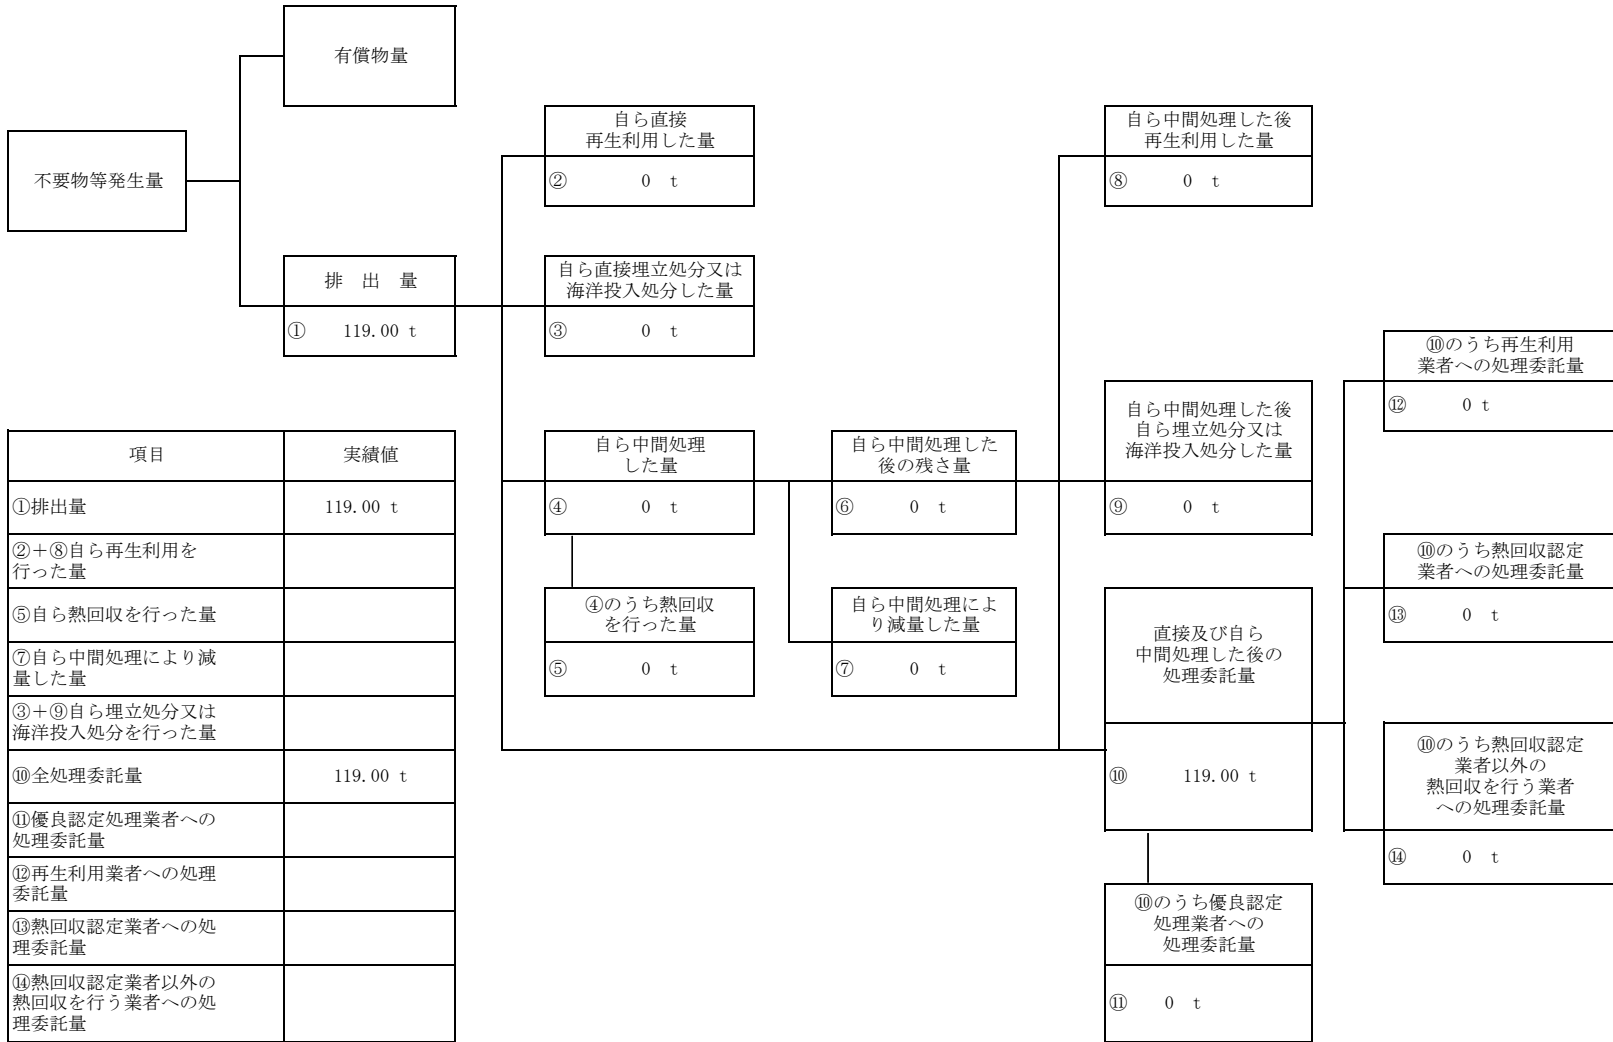 有償物量
不要物等発生量
排 出 量
① 119.00 t
自ら直接
再生利用した量
② 0 t
自ら直接埋立処分又は
海洋投入処分した量
③ 0 t
自ら中間処理
した量
④ 0 t
④のうち熱回収
を行った量
⑤ 0 t
自ら中間処理した
後の残さ量
⑥ 0 t
自ら中間処理によ
り減量した量
⑦ 0 t
自ら中間処理した後
再生利用した量
⑧ 0 t
自ら中間処理した後
自ら埋立処分又は
海洋投入処分した量
⑨ 0 t
直接及び自ら
中間処理した後の
処理委託量
⑩ 119.00 t
⑩のうち優良認定
処理業者への
処理委託量
⑪ 0 t
⑩のうち再生利用
業者への処理委託量
⑫ 0 t
⑩のうち熱回収認定
業者への処理委託量
⑬ 0 t
⑩のうち熱回収認定
業者以外の
熱回収を行う業者
への処理委託量
⑭ 0 t
項目 実績値
①排出量 119.00 t
②+⑧自ら再生利用を
行った量
⑤自ら熱回収を行った量
⑦自ら中間処理により減
量した量
③+⑨自ら埋立処分又は
海洋投入処分を行った量
⑩全処理委託量 119.00 t
⑪優良認定処理業者への
処理委託量
⑫再生利用業者への処理
委託量
⑬熱回収認定業者への処
理委託量
⑭熱回収認定業者以外の
熱回収を行う業者への処
理委託量